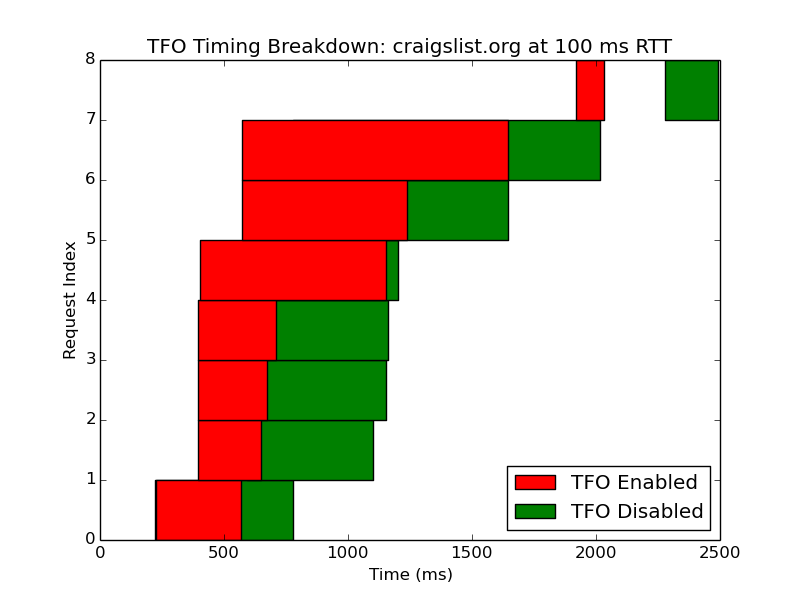 TFO Timing Breakdown: craigslist.org at 100 ms RTT
8
7
6
5
4
3
2
1
0
Request Index
TFO Enabled
TFO Disabled
0 500 1000 1500 2000 2500
Time (ms)